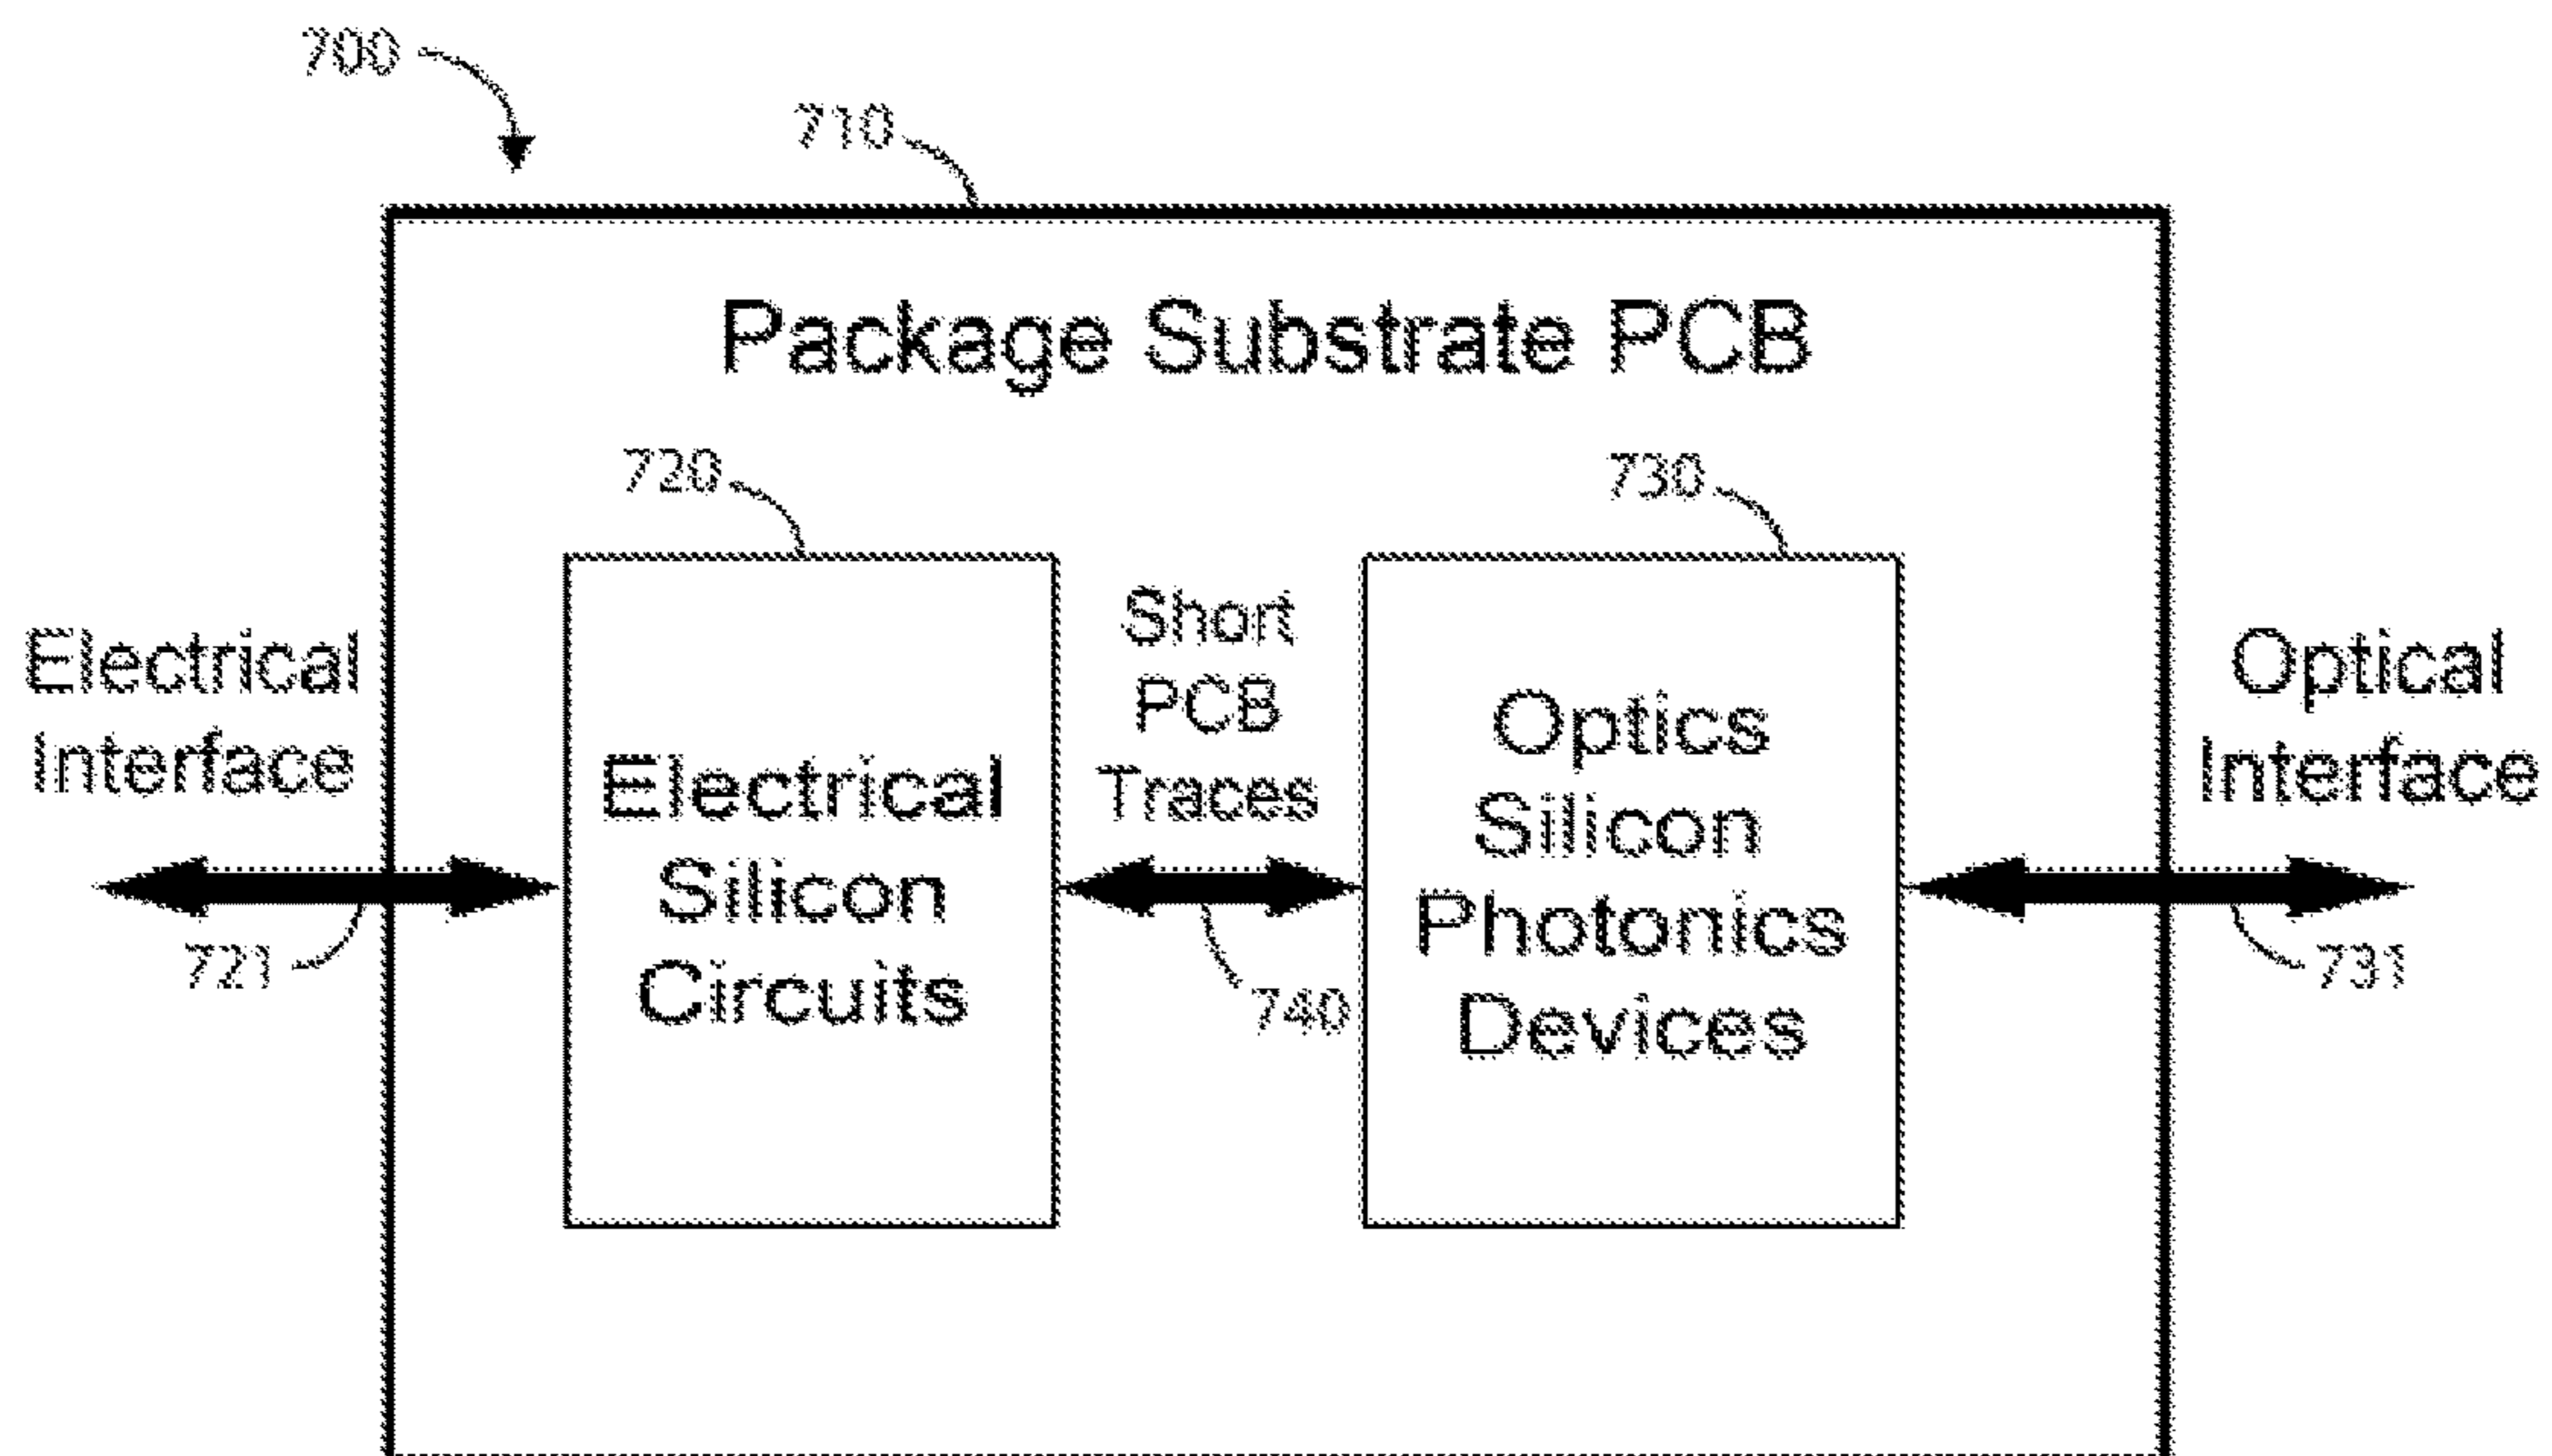 700
710
Package Substrate PCB
720
730
Electrical
Interface
721
Electrical
Silicon
Circuits
Short
PCB
Traces
740
Optics
Silicon
Photonics
Devices
Optical
Interface
731